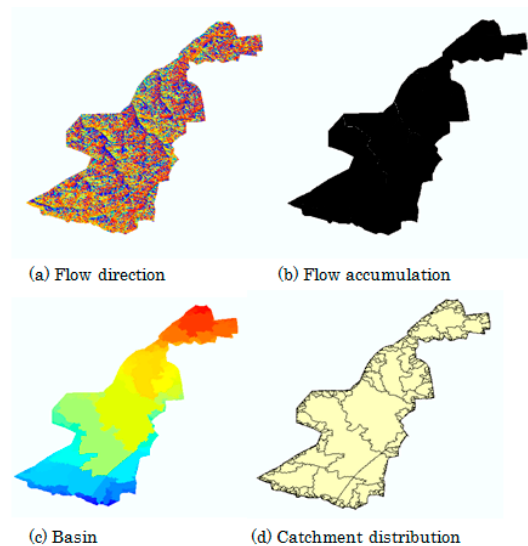 (a) Flow direction
(b) Flow accumulation
(c) Basin
(d) Catchment distribution